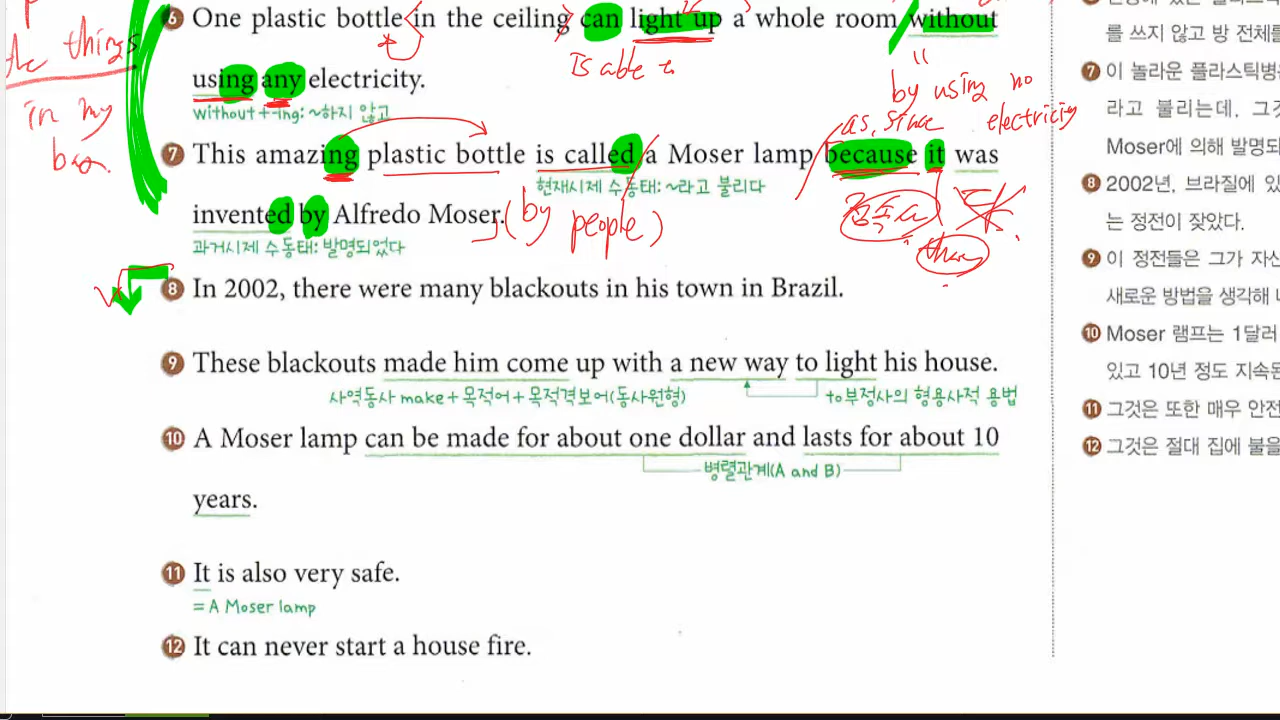 the things
in my
❻ One plastic bottle in the ceiling can light up a whole room without
is able
using any electricity.
without + -ing: ~하지 않고
by using no
electricity
as, since
❼ This amazing plastic bottle is called a Moser lamp because it was
현재시제 수동태: ~라고 불리다
접속사
invented by Alfredo Moser.
(by people)
과거시제 수동태: 발명되었다
❽ In 2002, there were many blackouts in his town in Brazil.
❾ These blackouts made him come up with a new way to light his house.
사역동사 make + 목적어 + 목적격보어(동사원형)
to부정사의 형용사적 용법
❿ A Moser lamp can be made for about one dollar and lasts for about 10
병렬관계(A and B)
years.
⓫ It is also very safe.
= A Moser lamp
⓬ It can never start a house fire.
를 쓰지 않고 방 전체를
❼ 이 놀라운 플라스틱병은
라고 불리는데, 그것
Moser에 의해 발명되
❽ 2002년, 브라질에 있
는 정전이 잦았다.
❾ 이 정전들은 그가 자신
새로운 방법을 생각해 내
❿ Moser 램프는 1달러
있고 10년 정도 지속된
⓫ 그것은 또한 매우 안전
⓬ 그것은 절대 집에 불을